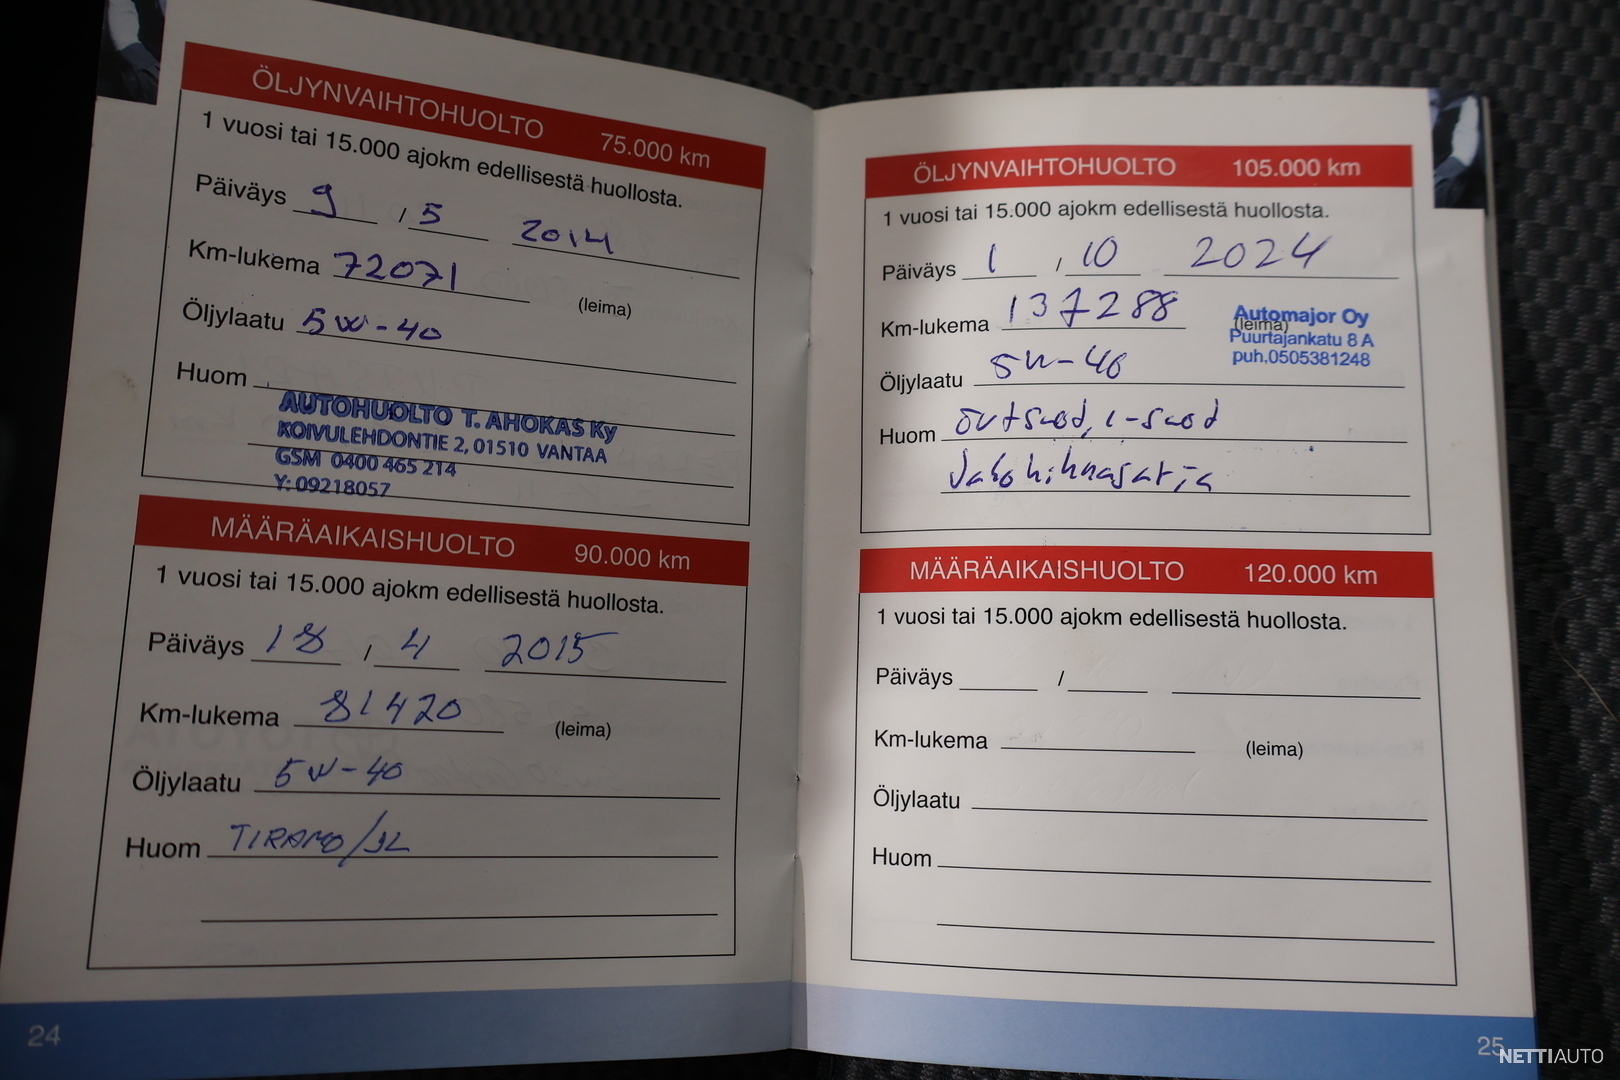 ÖLJYNVAIHTOHUOLTO 75.000 km
1 vuosi tai 15.000 ajokm edellisestä huollosta.
Päiväys 9 / 5 2014
Km-lukema 72071
(leima)
Öljylaatu 5W-40
Huom
AUTOHUOLTO T. AHOKAS Ky
KOIVULEHDONTIE 2, 01510 VANTAA
GSM 0400 465 214
Y: 09218057
MÄÄRÄAIKAISHUOLTO 90.000 km
1 vuosi tai 15.000 ajokm edellisestä huollosta.
Päiväys 18 / 4 2015
Km-lukema 81420
(leima)
Öljylaatu 5W-40
Huom TIRAMO/JL
24
ÖLJYNVAIHTOHUOLTO 105.000 km
1 vuosi tai 15.000 ajokm edellisestä huollosta.
Päiväys 1 / 10 2024
Km-lukema 137288
(leima)
Automajor Oy
Puurtajankatu 8 A
puh.0505381248
Öljylaatu 5W-40
Huom öljysuod, i-suod
Jakohihnasarja
MÄÄRÄAIKAISHUOLTO 120.000 km
1 vuosi tai 15.000 ajokm edellisestä huollosta.
Päiväys /
Km-lukema
(leima)
Öljylaatu
Huom
25
NETTIAUTO